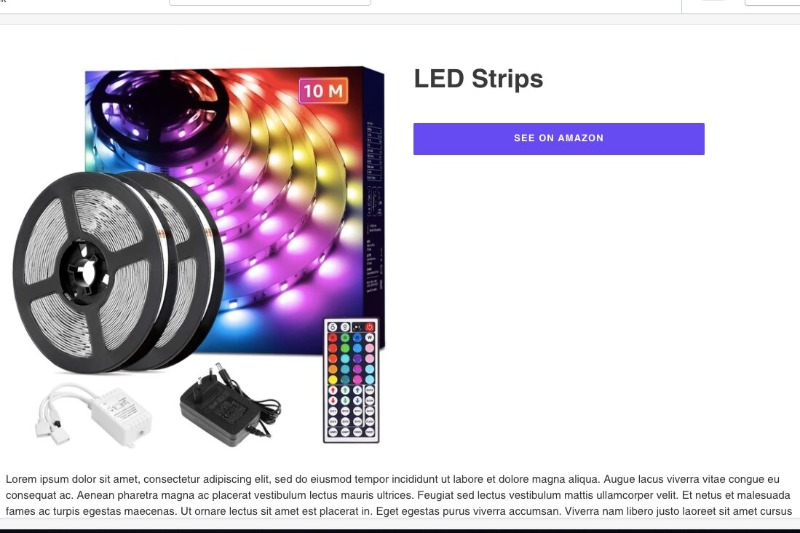 10 M
LED Strips
SEE ON AMAZON
Lorem ipsum dolor sit amet, consectetur adipiscing elit, sed do eiusmod tempor incididunt ut labore et dolore magna aliqua. Augue lacus viverra vitae congue eu
consequat ac. Aenean pharetra magna ac placerat vestibulum lectus mauris ultrices. Feugiat sed lectus vestibulum mattis ullamcorper velit. Et netus et malesuada
fames ac turpis egestas maecenas. Ut ornare lectus sit amet est placerat in. Eget egestas purus viverra accumsan. Viverra nam libero justo laoreet sit amet cursus